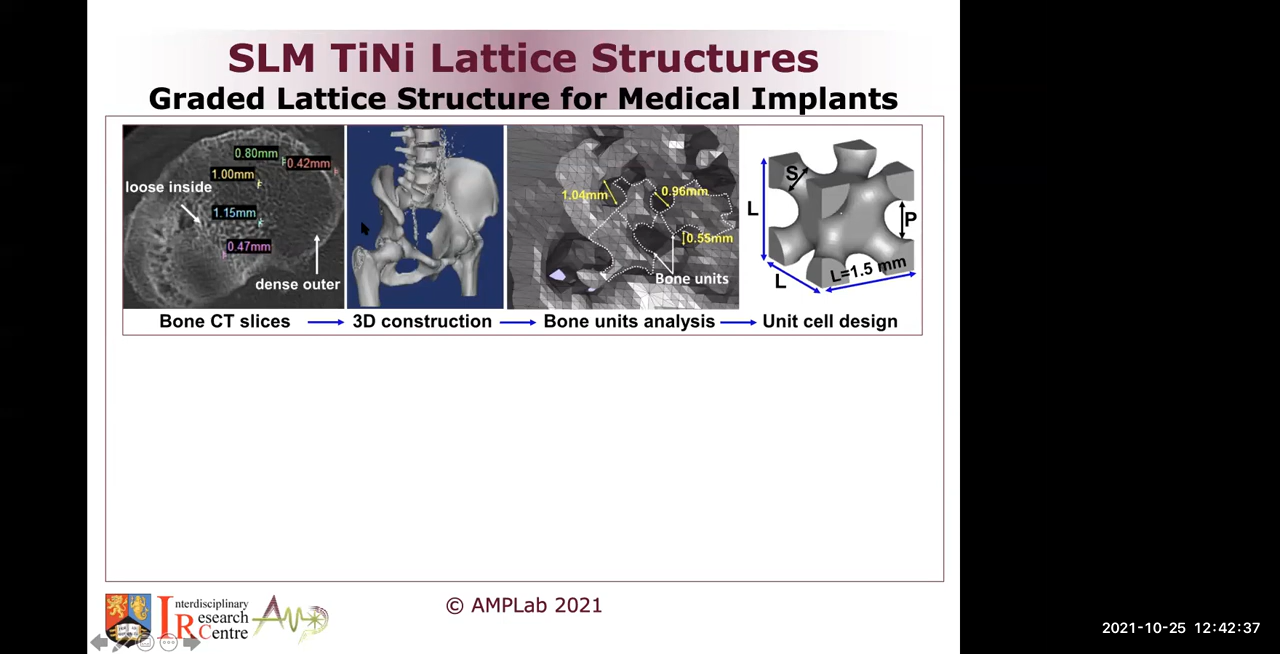 SLM TiNi Lattice Structures
Graded Lattice Structure for Medical Implants
0.80mm
0.42mm
1.00mm
loose inside
1.15mm
0.47mm
dense outer
1.04mm
0.96mm
0.55mm
Bone units
S
L
P
L
L=1.5 mm
Bone CT slices
3D construction
Bone units analysis
Unit cell design
Interdisciplinary
Research
Centre
© AMPLab 2021
2021-10-25 12:42:37